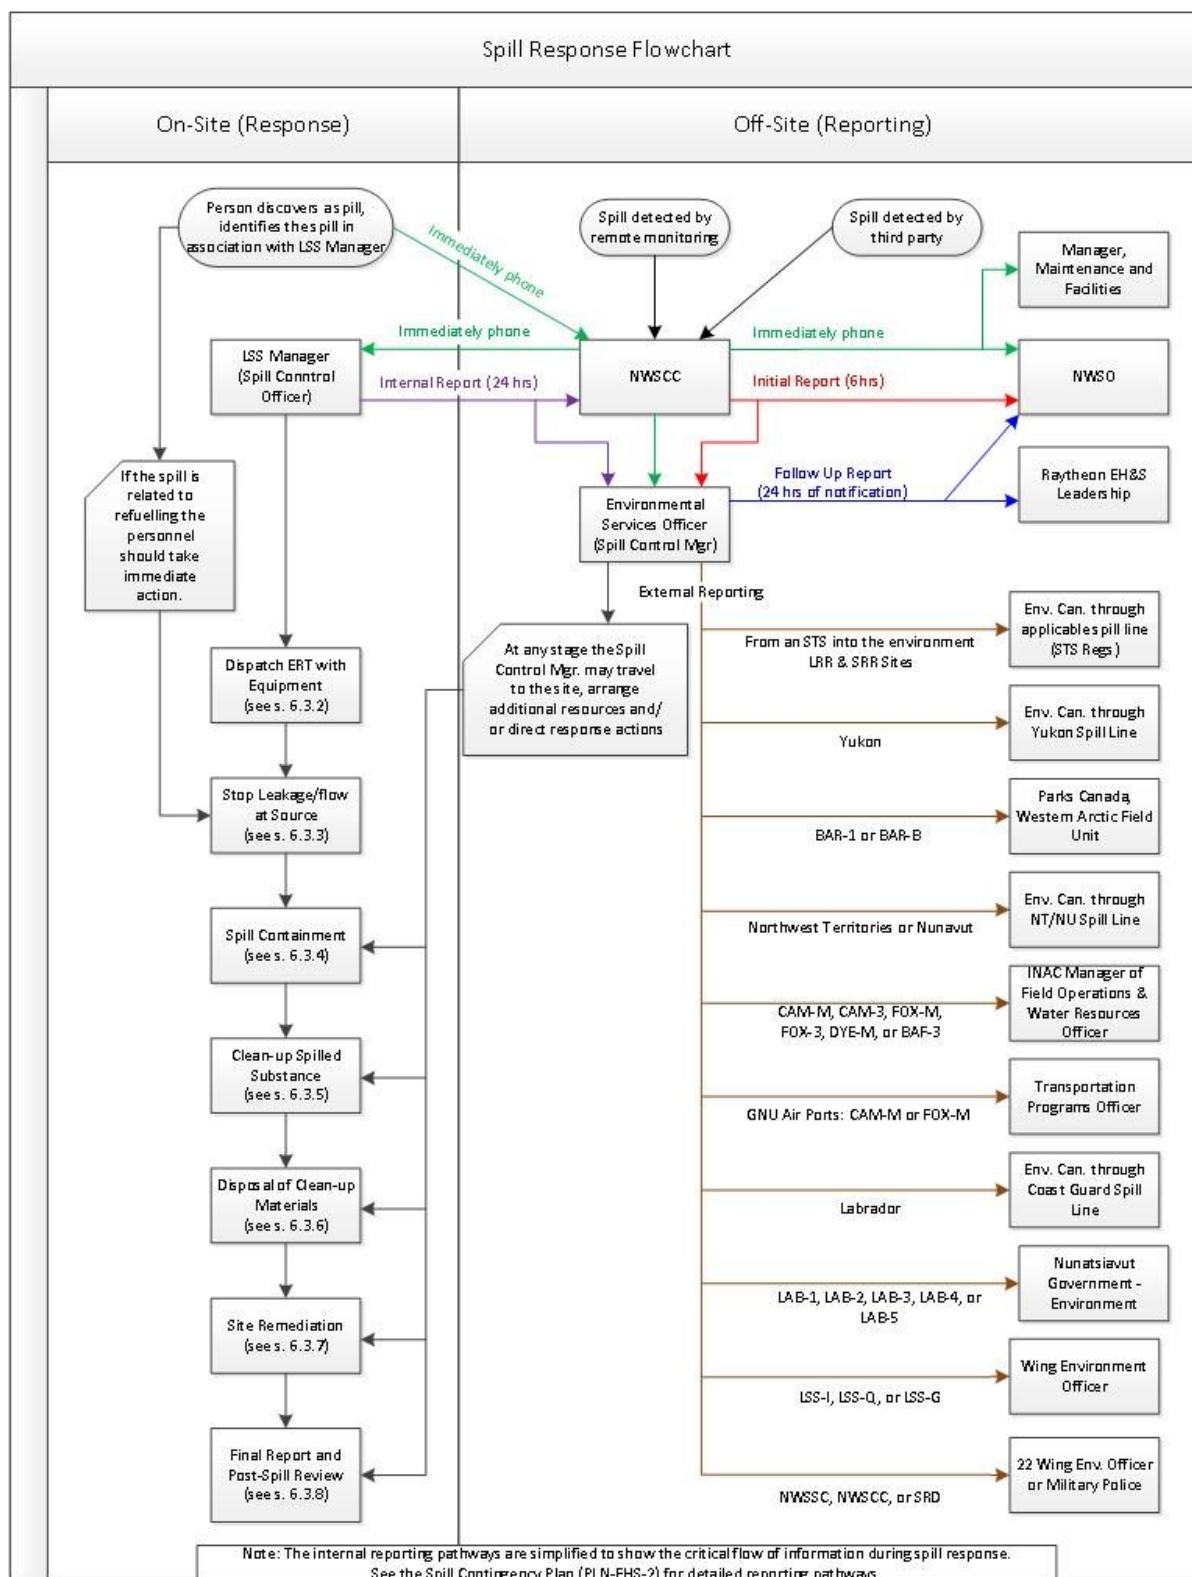 Spill Response Flowchart
On-Site (Response)
Off-Site (Reporting)
Person discovers as pill,
identifies the spill in
association with LSS Manager
Spill detected by
remote monitoring
Spill detected by
third party
Manager,
Maintenance and
Facilities
Immediately phone
Immediately phone
Immediately phone
LSS Manager
(Spill Conntrol
Officer)
NWSCC
NWSO
Internal Report (24 hrs)
Initial Report (6hrs)
If the spill is
related to
refuelling the
personnel
should take
immediate
action.
Environmental
Services Officer
(Spill Control Mgr)
Follow Up Report
(24 hrs of notification)
Raytheon EH&S
Leadership
External Reporting
At any stage the Spill
Control Mgr. may travel
to the site, arrange
additional resources and/
or direct response actions
Dispatch ERT with
Equipment
(see s. 6.3.2)
Stop Leakage/flow
at Source
(see s. 6.3.3)
Spill Containment
(see s. 6.3.4)
Clean-up Spilled
Substance
(see s. 6.3.5)
Disposal of Clean-up
Materials
(see s. 6.3.6)
Site Remediation
(see s. 6.3.7)
Final Report and
Post-Spill Review
(see s. 6.3.8)
From an STS into the environment
LRR & SRR Sites
Env. Can. through
applicables spill line
(STS Regs)
Yukon
Env. Can. through
Yukon Spill Line
BAR-1 or BAR-B
Parks Canada,
Western Arctic Field
Unit
Northwest Territories or Nunavut
Env. Can. through
NT/NU Spill Line
CAM-M, CAM-3, FOX-M,
FOX-3, DYE-M, or BAF-3
INAC Manager of
Field Operations &
Water Resources
Officer
GNU Air Ports: CAM-M or FOX-M
Transportation
Programs Officer
Labrador
Env. Can. through
Coast Guard Spill
Line
LAB-1, LAB-2, LAB-3, LAB-4, or
LAB-5
Nunatsiavut
Government -
Environment
LSS-I, LSS-Q, or LSS-G
Wing Environment
Officer
NWSSC, NWSCC, or SRD
22 Wing Env. Officer
or Military Police
Note: The internal reporting pathways are simplified to show the critical flow of information during spill response.
See the Spill Contingency Plan (PLN-EHS-2) for detailed reporting pathways